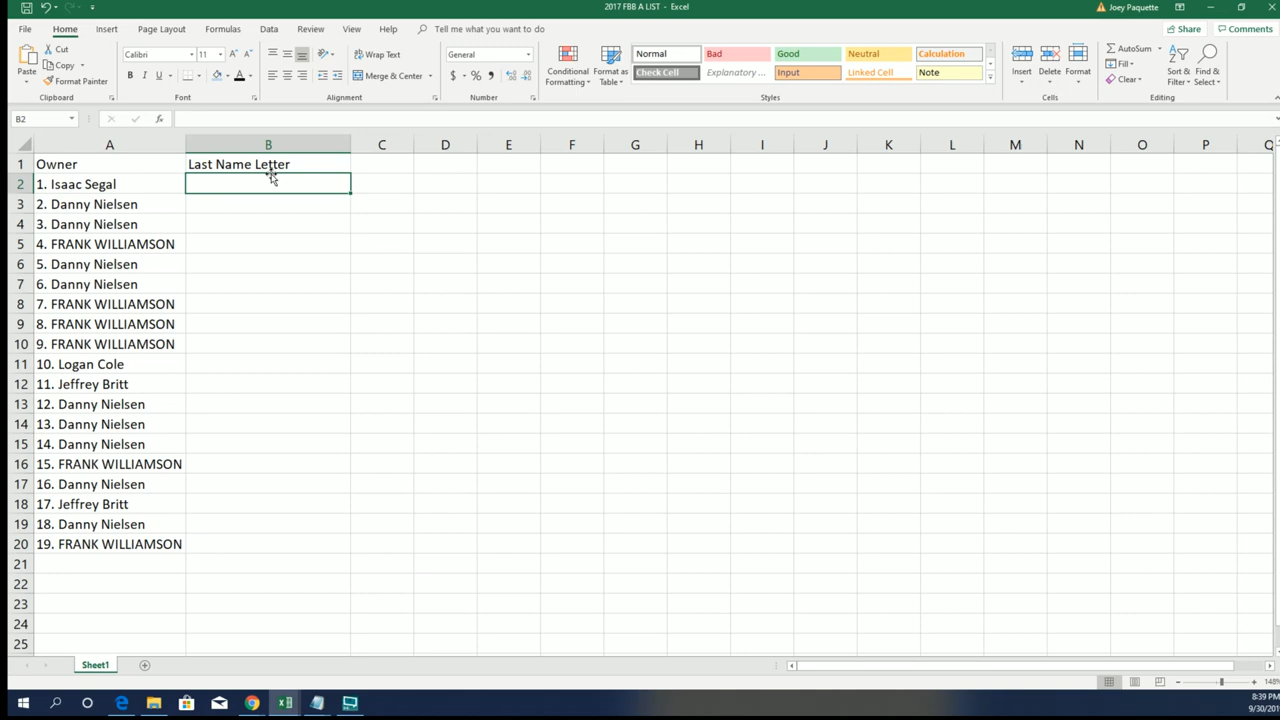 2017 FBB A LIST - Excel
Joey Paquette
File Home Insert Page Layout Formulas Data Review View Help Tell me what you want to do Share Comments
Paste
Cut
Copy
Format Painter
Clipboard
Calibri 11
B I U
Font
Wrap Text
Merge & Center
Alignment
General
$ % ,
Number
Conditional Formatting
Format as Table
Normal Bad Good Neutral Calculation
Check Cell Explanatory ... Input Linked Cell Note
Styles
Insert Delete Format
Cells
AutoSum
Fill
Clear
Sort & Filter
Find & Select
Editing
B2 fx
A B C D E F G H I J K L M N O P Q
1 Owner Last Name Letter
2 1. Isaac Segal
3 2. Danny Nielsen
4 3. Danny Nielsen
5 4. FRANK WILLIAMSON
6 5. Danny Nielsen
7 6. Danny Nielsen
8 7. FRANK WILLIAMSON
9 8. FRANK WILLIAMSON
10 9. FRANK WILLIAMSON
11 10. Logan Cole
12 11. Jeffrey Britt
13 12. Danny Nielsen
14 13. Danny Nielsen
15 14. Danny Nielsen
16 15. FRANK WILLIAMSON
17 16. Danny Nielsen
18 17. Jeffrey Britt
19 18. Danny Nielsen
20 19. FRANK WILLIAMSON
21
22
23
24
25
Sheet1
148%
8:39 PM
9/30/201